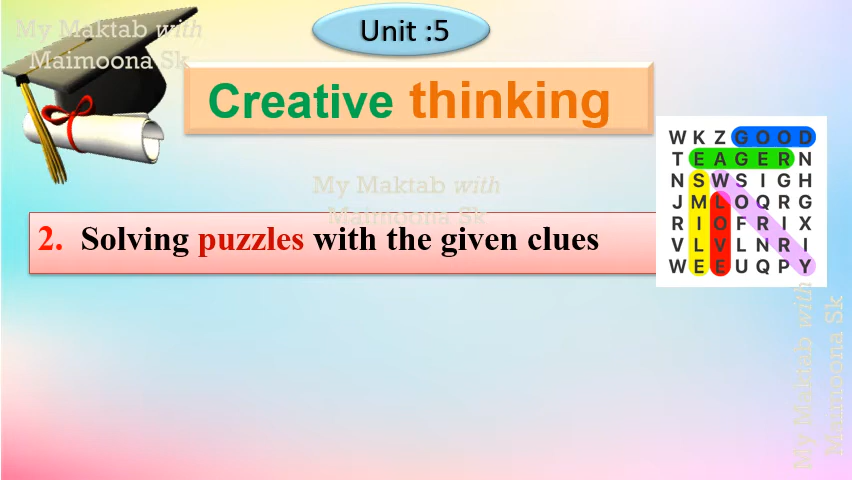 My Maktab with
Maimoona Sk
Unit :5
Creative thinking
My Maktab with
Maimoona Sk
2. Solving puzzles with the given clues
W K Z G O O D
T E A G E R N
N S W S I G H
J M L O Q R G
R I O F R I X
V L V L N R I
W E E U Q P Y
My Maktab with
Maimoona Sk